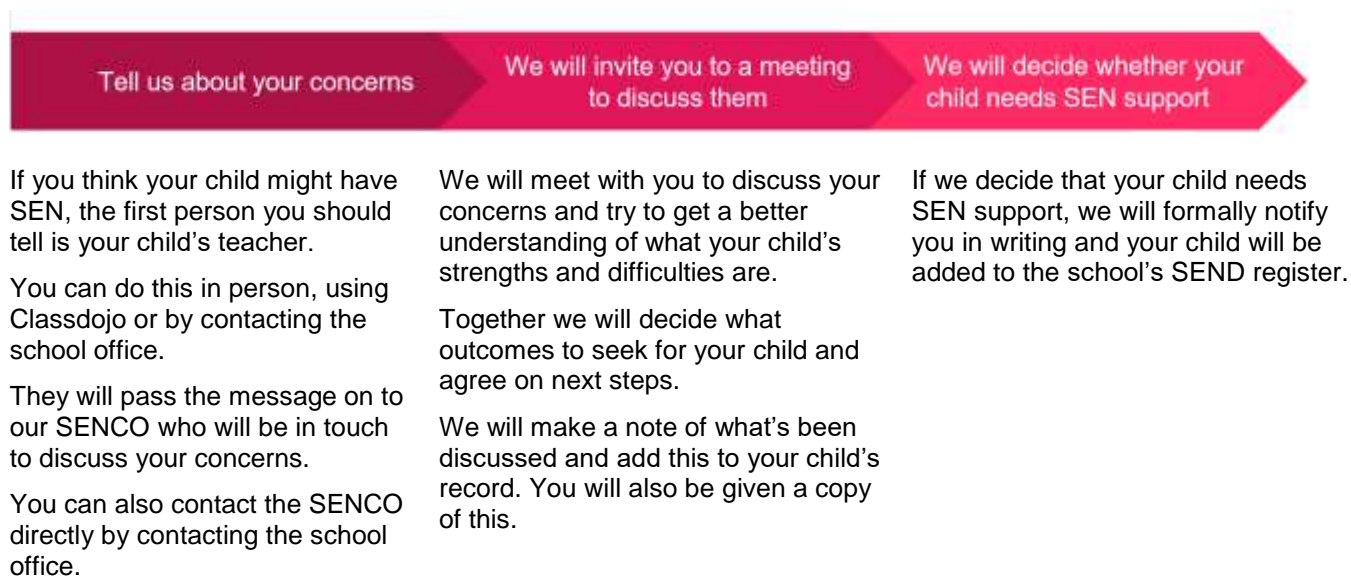 Tell us about your concerns
We will invite you to a meeting
to discuss them
We will decide whether your
child needs SEN support
If you think your child might have
SEN, the first person you should
tell is your child's teacher.
You can do this in person, using
Classdojo or by contacting the
school office.
They will pass the message on to
our SENCO who will be in touch
to discuss your concerns.
You can also contact the SENCO
directly by contacting the school
office.
We will meet with you to discuss your
concerns and try to get a better
understanding of what your child's
strengths and difficulties are.
Together we will decide what
outcomes to seek for your child and
agree on next steps.
We will make a note of what's been
discussed and add this to your child's
record. You will also be given a copy
of this.
If we decide that your child needs
SEN support, we will formally notify
you in writing and your child will be
added to the school's SEND register.